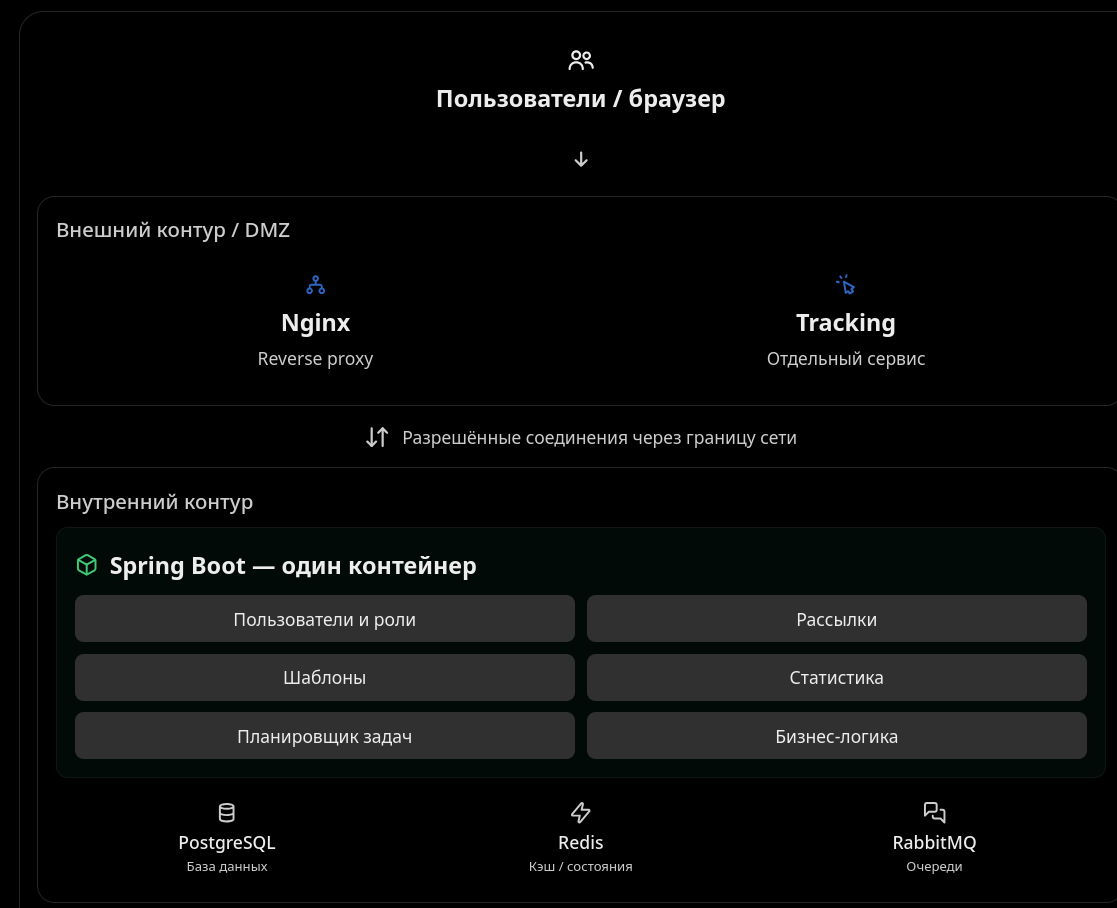 Пользователи / браузер
Внешний контур / DMZ
Nginx
Tracking
Reverse proxy
Отдельный сервис
Разрешённые соединения через границу сети
Внутренний контур
Spring Boot — один контейнер
Пользователи и роли
Рассылки
Шаблоны
Статистика
Планировщик задач
Бизнес-логика
PostgreSQL
Redis
RabbitMQ
База данных
Кэш / состояния
Очереди